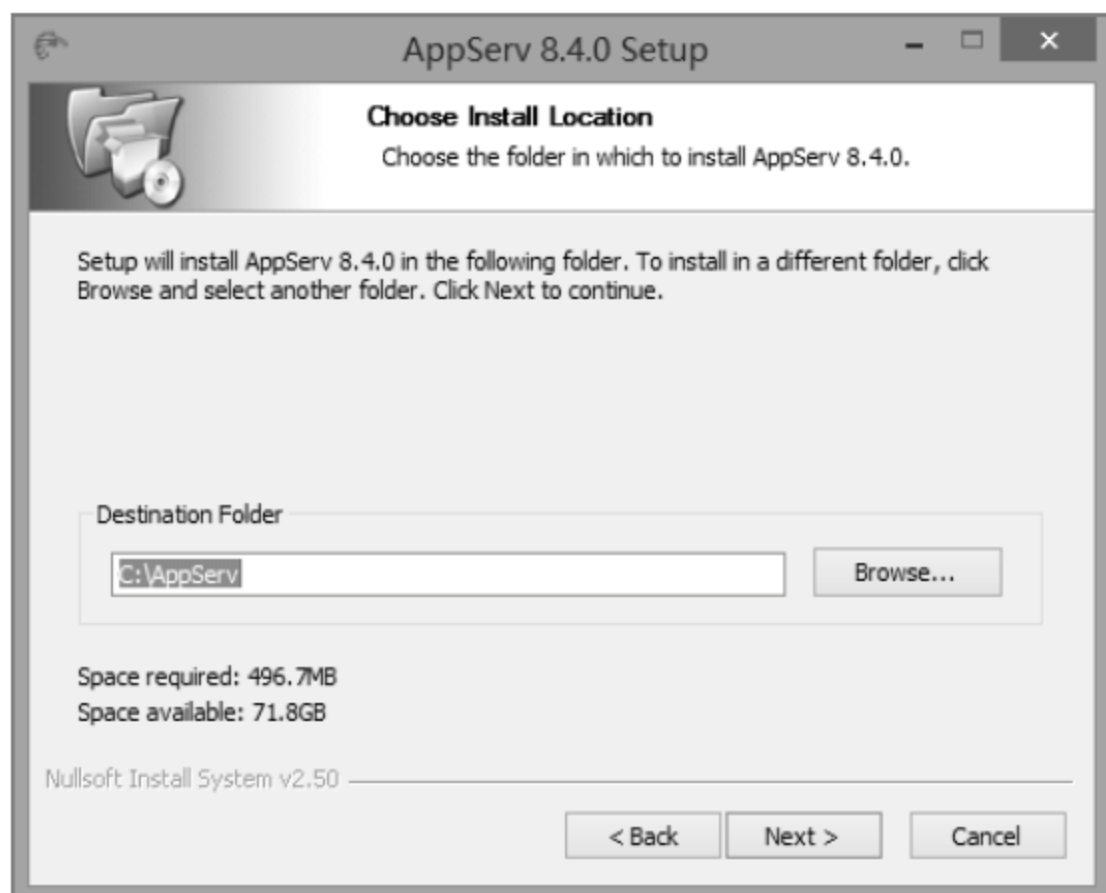 AppServ 8.4.0 Setup
Choose Install Location
Choose the folder in which to install AppServ 8.4.0.
Setup will install AppServ 8.4.0 in the following folder. To install in a different folder, click
Browse and select another folder. Click Next to continue.
Destination Folder
C:\AppServ
Browse...
Space required: 496.7MB
Space available: 71.8GB
Nullsoft Install System v2.50
< Back
Next >
Cancel